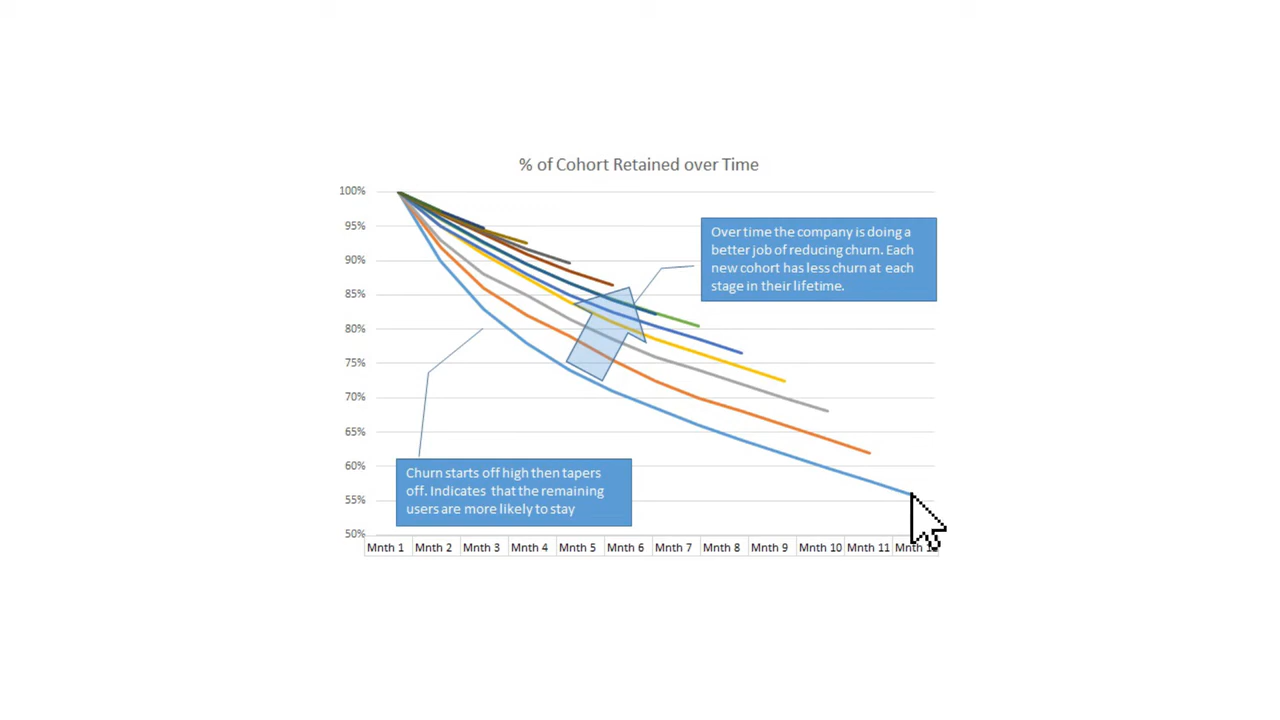 % of Cohort Retained over Time
100%
95%
90%
85%
80%
75%
70%
65%
60%
55%
50%
Over time the company is doing a
better job of reducing churn. Each
new cohort has less churn at each
stage in their lifetime.
Churn starts off high then tapers
off. Indicates that the remaining
users are more likely to stay
Mnth 1 Mnth 2 Mnth 3 Mnth 4 Mnth 5 Mnth 6 Mnth 7 Mnth 8 Mnth 9 Mnth 10 Mnth 11 Mnth